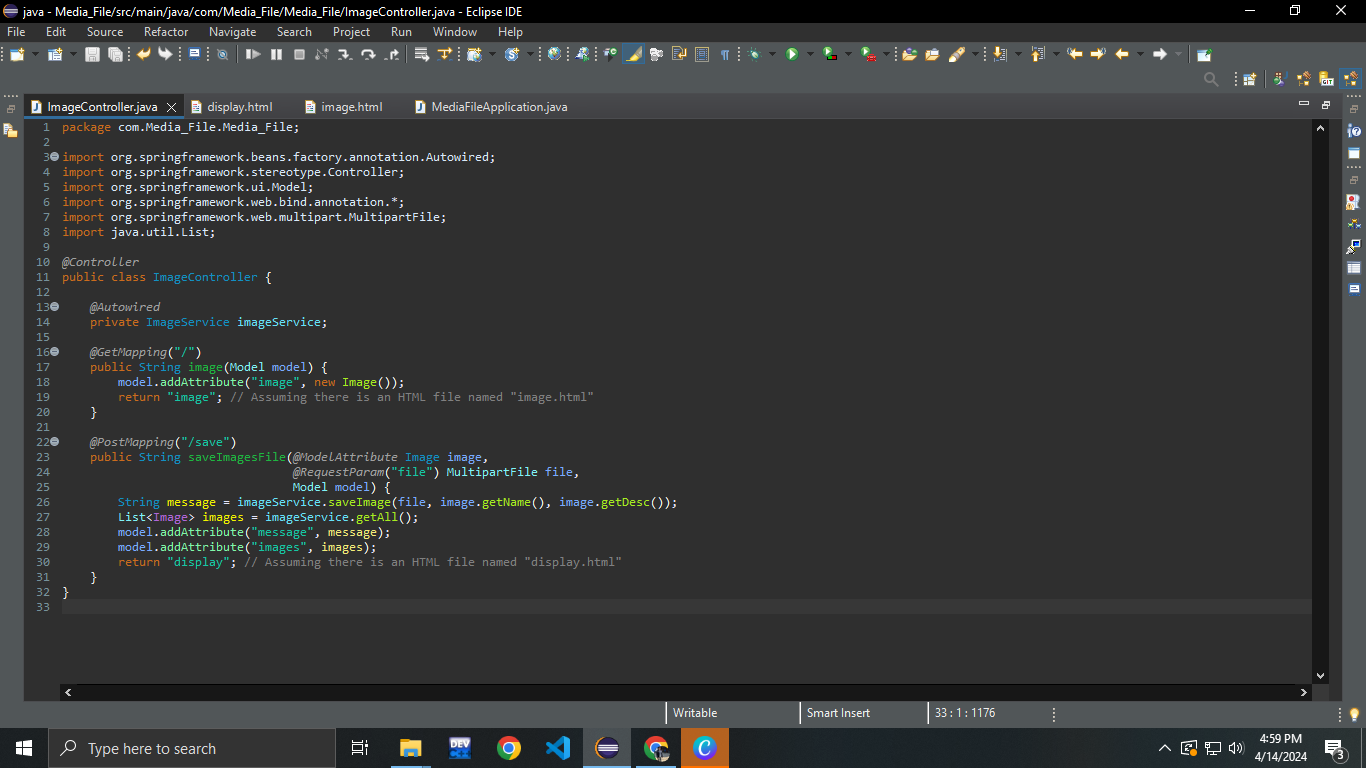 java - Media_File/src/main/java/com/Media_File/Media_File/ImageController.java - Eclipse IDE
File Edit Source Refactor Navigate Search Project Run Window Help
ImageController.java display.html image.html MediaFileApplication.java
1 package com.Media_File.Media_File;
2
3 import org.springframework.beans.factory.annotation.Autowired;
4 import org.springframework.stereotype.Controller;
5 import org.springframework.ui.Model;
6 import org.springframework.web.bind.annotation.*;
7 import org.springframework.web.multipart.MultipartFile;
8 import java.util.List;
9
10 @Controller
11 public class ImageController {
12
13 @Autowired
14 private ImageService imageService;
15
16 @GetMapping("/")
17 public String image(Model model) {
18 model.addAttribute("image", new Image());
19 return "image"; // Assuming there is an HTML file named "image.html"
20 }
21
22 @PostMapping("/save")
23 public String saveImagesFile(@ModelAttribute Image image,
24 @RequestParam("file") MultipartFile file,
25 Model model) {
26 String message = imageService.saveImage(file, image.getName(), image.getDesc());
27 List<Image> images = imageService.getAll();
28 model.addAttribute("message", message);
29 model.addAttribute("images", images);
30 return "display"; // Assuming there is an HTML file named "display.html"
31 }
32 }
33
Writable Smart Insert 33 : 1 : 1176
Type here to search
DEV
C
4:59 PM
4/14/2024
3